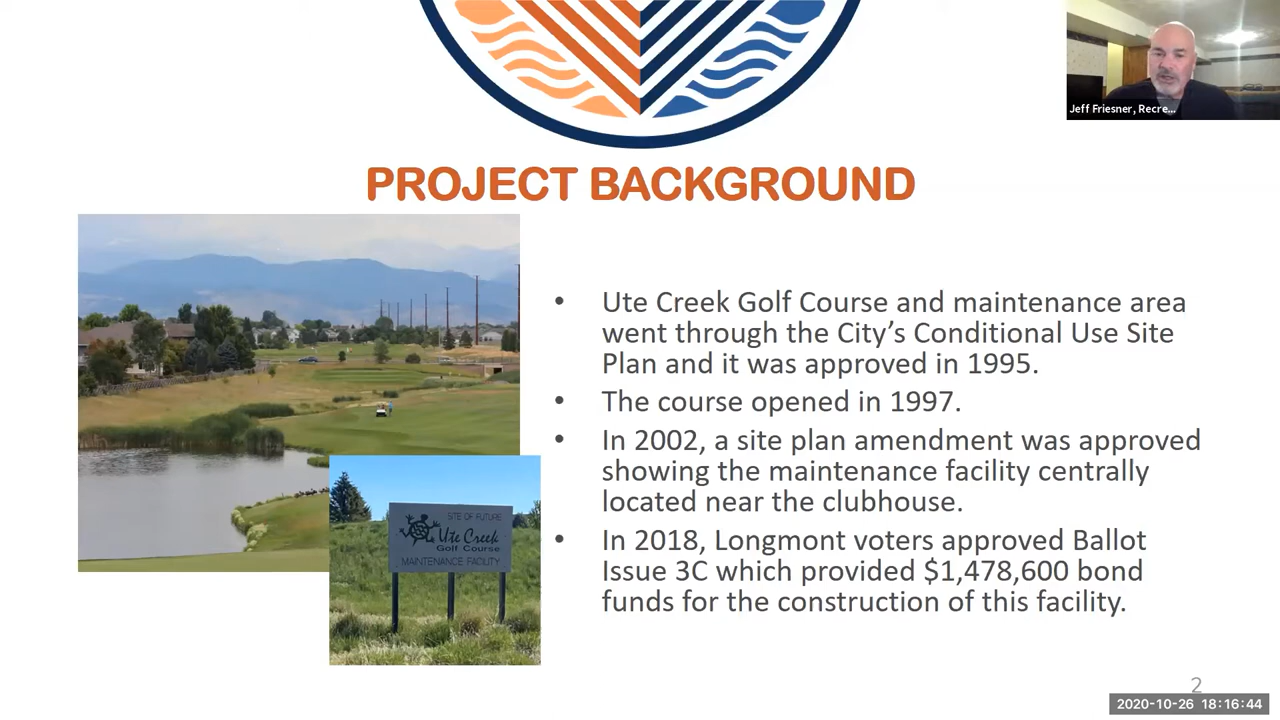 Jeff Friesner, Recre...
PROJECT BACKGROUND
• Ute Creek Golf Course and maintenance area
went through the City’s Conditional Use Site
Plan and it was approved in 1995.
• The course opened in 1997.
• In 2002, a site plan amendment was approved
showing the maintenance facility centrally
located near the clubhouse.
• In 2018, Longmont voters approved Ballot
Issue 3C which provided $1,478,600 bond
funds for the construction of this facility.
SITE OF FUTURE
Ute Creek
Golf Course
MAINTENANCE FACILITY
2
2020-10-26 18:16:44